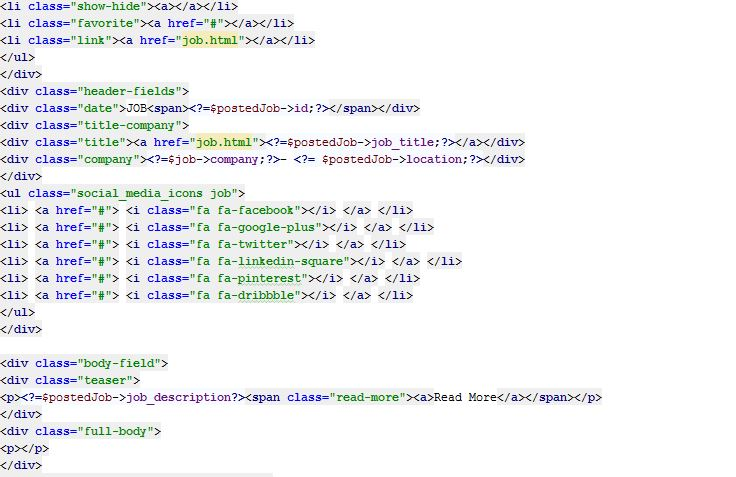 <li class="show-hide"><a></a></li>
<li class="favorite"><a href="#"></a></li>
<li class="link"><a href="job.html"></a></li>
</ul>
</div>
<div class="header-fields">
<div class="date">JOB<span><?=$postedJob->id;?></span></div>
<div class="title-company">
<div class="title"><a href="job.html"><?=$postedJob->job_title;?></a></div>
<div class="company"><?=$job->company;?>- <?= $postedJob->location;?></div>
</div>
<ul class="social_media_icons job">
<li> <a href="#"> <i class="fa fa-facebook"></i> </a> </li>
<li> <a href="#"> <i class="fa fa-google-plus"></i> </a> </li>
<li> <a href="#"> <i class="fa fa-twitter"></i> </a> </li>
<li> <a href="#"> <i class="fa fa-linkedin-square"></i> </a> </li>
<li> <a href="#"> <i class="fa fa-pinterest"></i> </a> </li>
<li> <a href="#"> <i class="fa fa-dribbble"></i> </a> </li>
</ul>
</div>
<div class="body-field">
<div class="teaser">
<p><?=$postedJob->job_description?><span class="read-more"><a>Read More</a></span></p>
</div>
<div class="full-body">
<p></p>
</div>